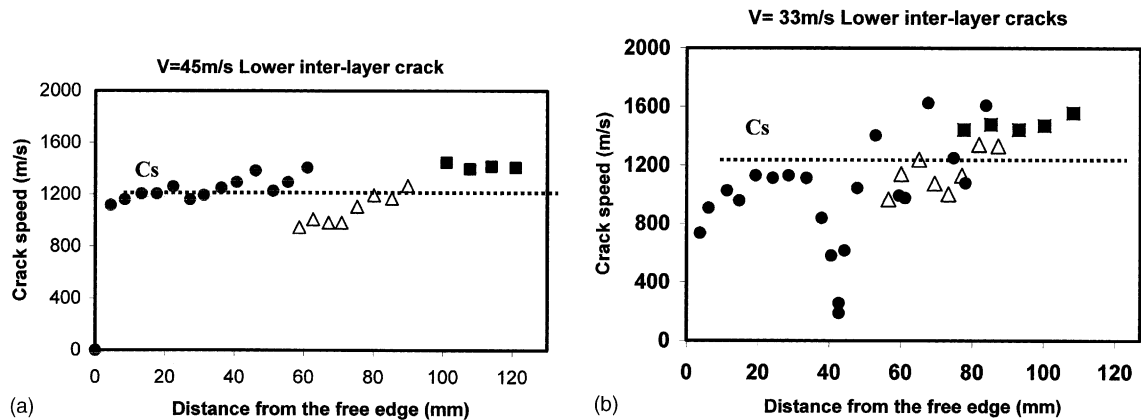 V=45m/s Lower inter-layer crack
2000
1600
1200
800
400
0
Cs
Crack speed (m/s)
0 20 40 60 80 100 120
Distance from the free edge (mm)
(a)
V= 33m/s Lower inter-layer cracks
2000
1600
1200
800
400
0
Cs
Crack speed (m/s)
0 20 40 60 80 100 120
Distance from the free edge (mm)
(b)